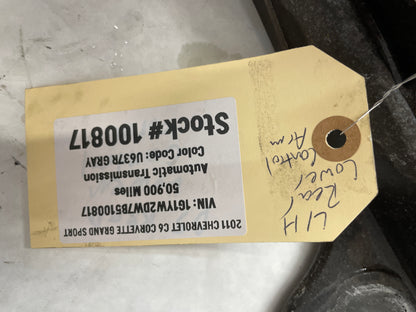 2011 CHEVROLET C6 CORVETTE GRAND SPORT
VIN: 1G1YW2DW7B5100817
50,900 Miles
Automatic Transmission
Color Code: U637R GRAY
Stock# 100817
L/H
Rear
Lower
Control
Arm